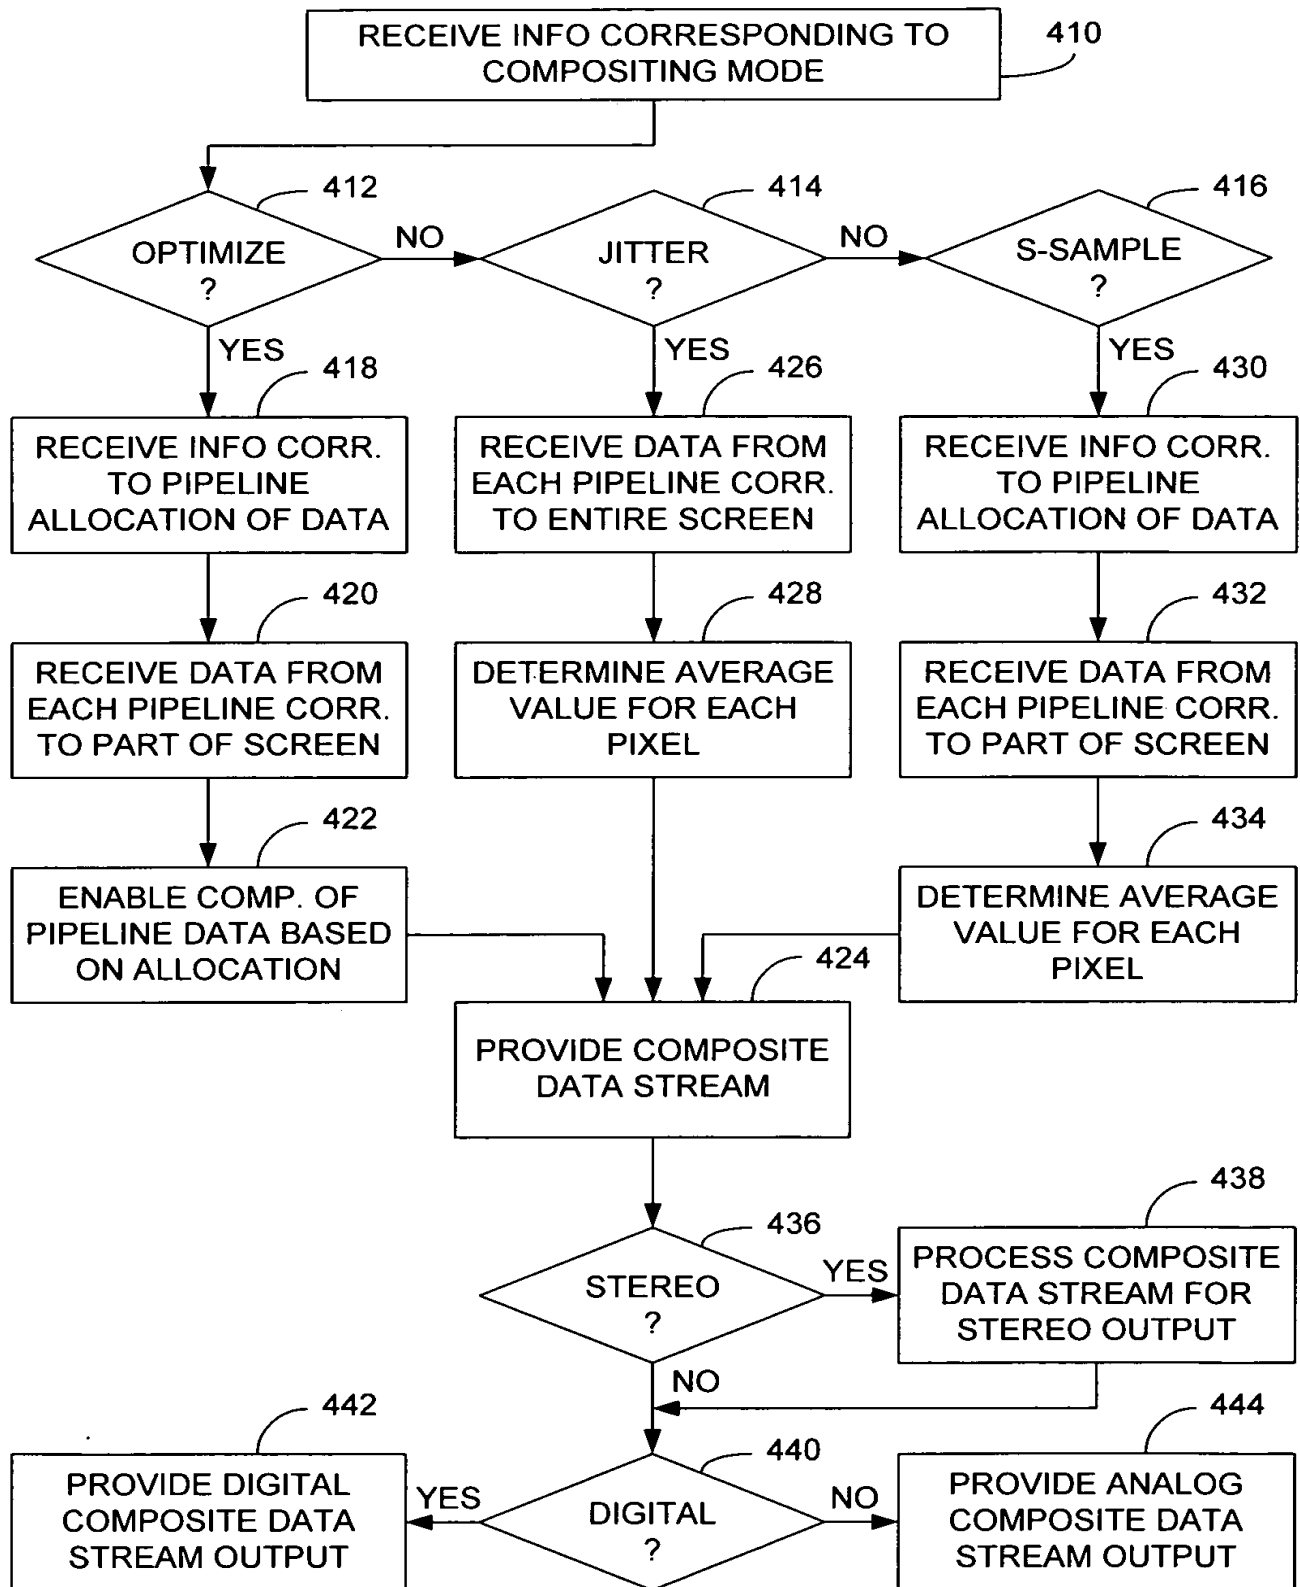 RECEIVE INFO CORRESPONDING TO
COMPOSITING MODE
410
412
OPTIMIZE
?
NO
414
JITTER
?
NO
416
S-SAMPLE
?
YES
418
YES
426
YES
430
RECEIVE INFO CORR.
TO PIPELINE
ALLOCATION OF DATA
RECEIVE DATA FROM
EACH PIPELINE CORR.
TO ENTIRE SCREEN
RECEIVE INFO CORR.
TO PIPELINE
ALLOCATION OF DATA
420
428
432
RECEIVE DATA FROM
EACH PIPELINE CORR.
TO PART OF SCREEN
DETERMINE AVERAGE
VALUE FOR EACH
PIXEL
RECEIVE DATA FROM
EACH PIPELINE CORR.
TO PART OF SCREEN
422
434
ENABLE COMP. OF
PIPELINE DATA BASED
ON ALLOCATION
DETERMINE AVERAGE
VALUE FOR EACH
PIXEL
424
PROVIDE COMPOSITE
DATA STREAM
436
STEREO
?
YES
438
PROCESS COMPOSITE
DATA STREAM FOR
STEREO OUTPUT
NO
442
440
444
PROVIDE DIGITAL
COMPOSITE DATA
STREAM OUTPUT
YES
DIGITAL
?
NO
PROVIDE ANALOG
COMPOSITE DATA
STREAM OUTPUT